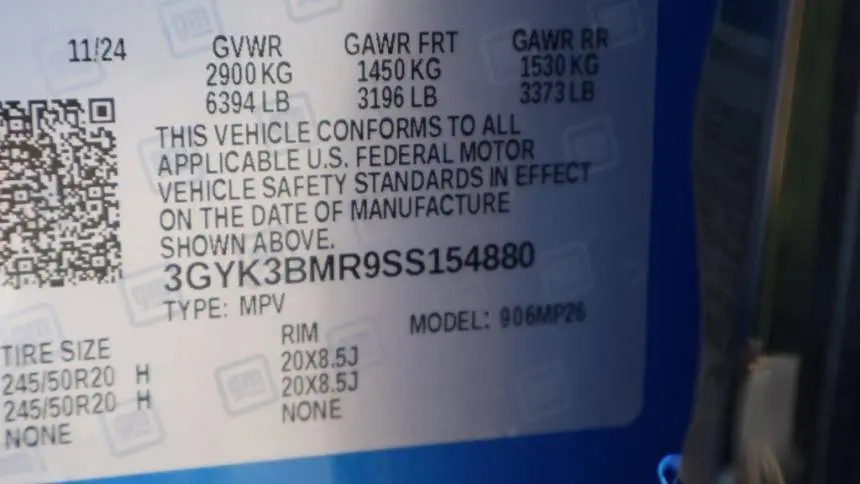 11/24 GVWR GAWR FRT GAWR RR
2900 KG 1450 KG 1530 KG
6394 LB 3196 LB 3373 LB
THIS VEHICLE CONFORMS TO ALL
APPLICABLE U.S. FEDERAL MOTOR
VEHICLE SAFETY STANDARDS IN EFFECT
ON THE DATE OF MANUFACTURE
SHOWN ABOVE.
3GYK3BMR9SS154880
TYPE: MPV MODEL: 906MP26
TIRE SIZE RIM
245/50R20 H 20X8.5J
245/50R20 H 20X8.5J
NONE NONE
gm